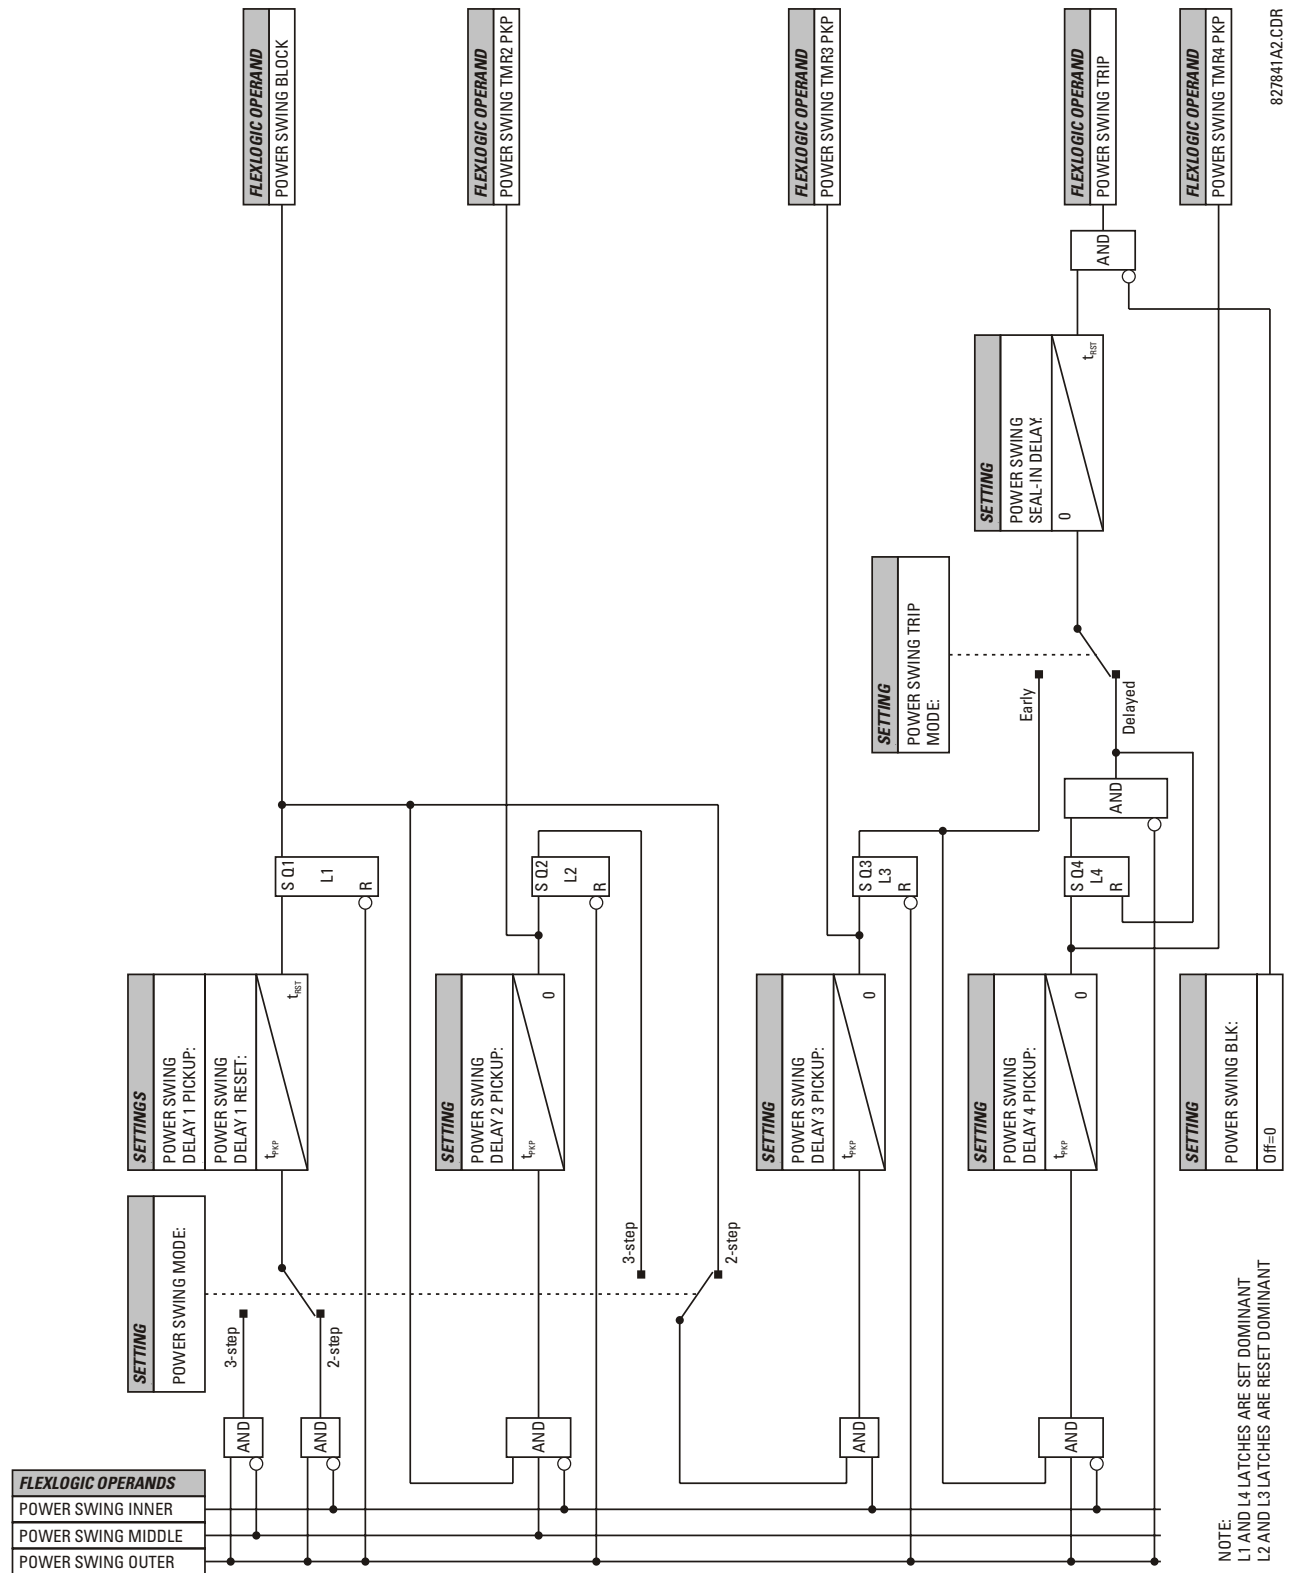 FLEXLOGIC OPERANDS
POWER SWING INNER
POWER SWING MIDDLE
POWER SWING OUTER
AND
3-step
AND
2-step
SETTING
POWER SWING MODE:
SETTINGS
POWER SWING
DELAY 1 PICKUP:
POWER SWING
DELAY 1 RESET:
tPKP
tRST
S Q1
L1
R
FLEXLOGIC OPERAND
POWER SWING BLOCK
AND
SETTING
POWER SWING
DELAY 2 PICKUP:
tPKP
0
S Q2
L2
R
3-step
2-step
FLEXLOGIC OPERAND
POWER SWING TMR2 PKP
AND
SETTING
POWER SWING
DELAY 3 PICKUP:
tPKP
0
S Q3
L3
R
FLEXLOGIC OPERAND
POWER SWING TMR3 PKP
SETTING
POWER SWING TRIP
MODE:
Early
Delayed
AND
SETTING
POWER SWING
DELAY 4 PICKUP:
tPKP
0
S Q4
L4
R
AND
SETTING
POWER SWING
SEAL-IN DELAY:
0
tRST
AND
FLEXLOGIC OPERAND
POWER SWING TRIP
FLEXLOGIC OPERAND
POWER SWING TMR4 PKP
SETTING
POWER SWING BLK:
Off=0
NOTE:
L1 AND L4 LATCHES ARE SET DOMINANT
L2 AND L3 LATCHES ARE RESET DOMINANT
827841A2.CDR